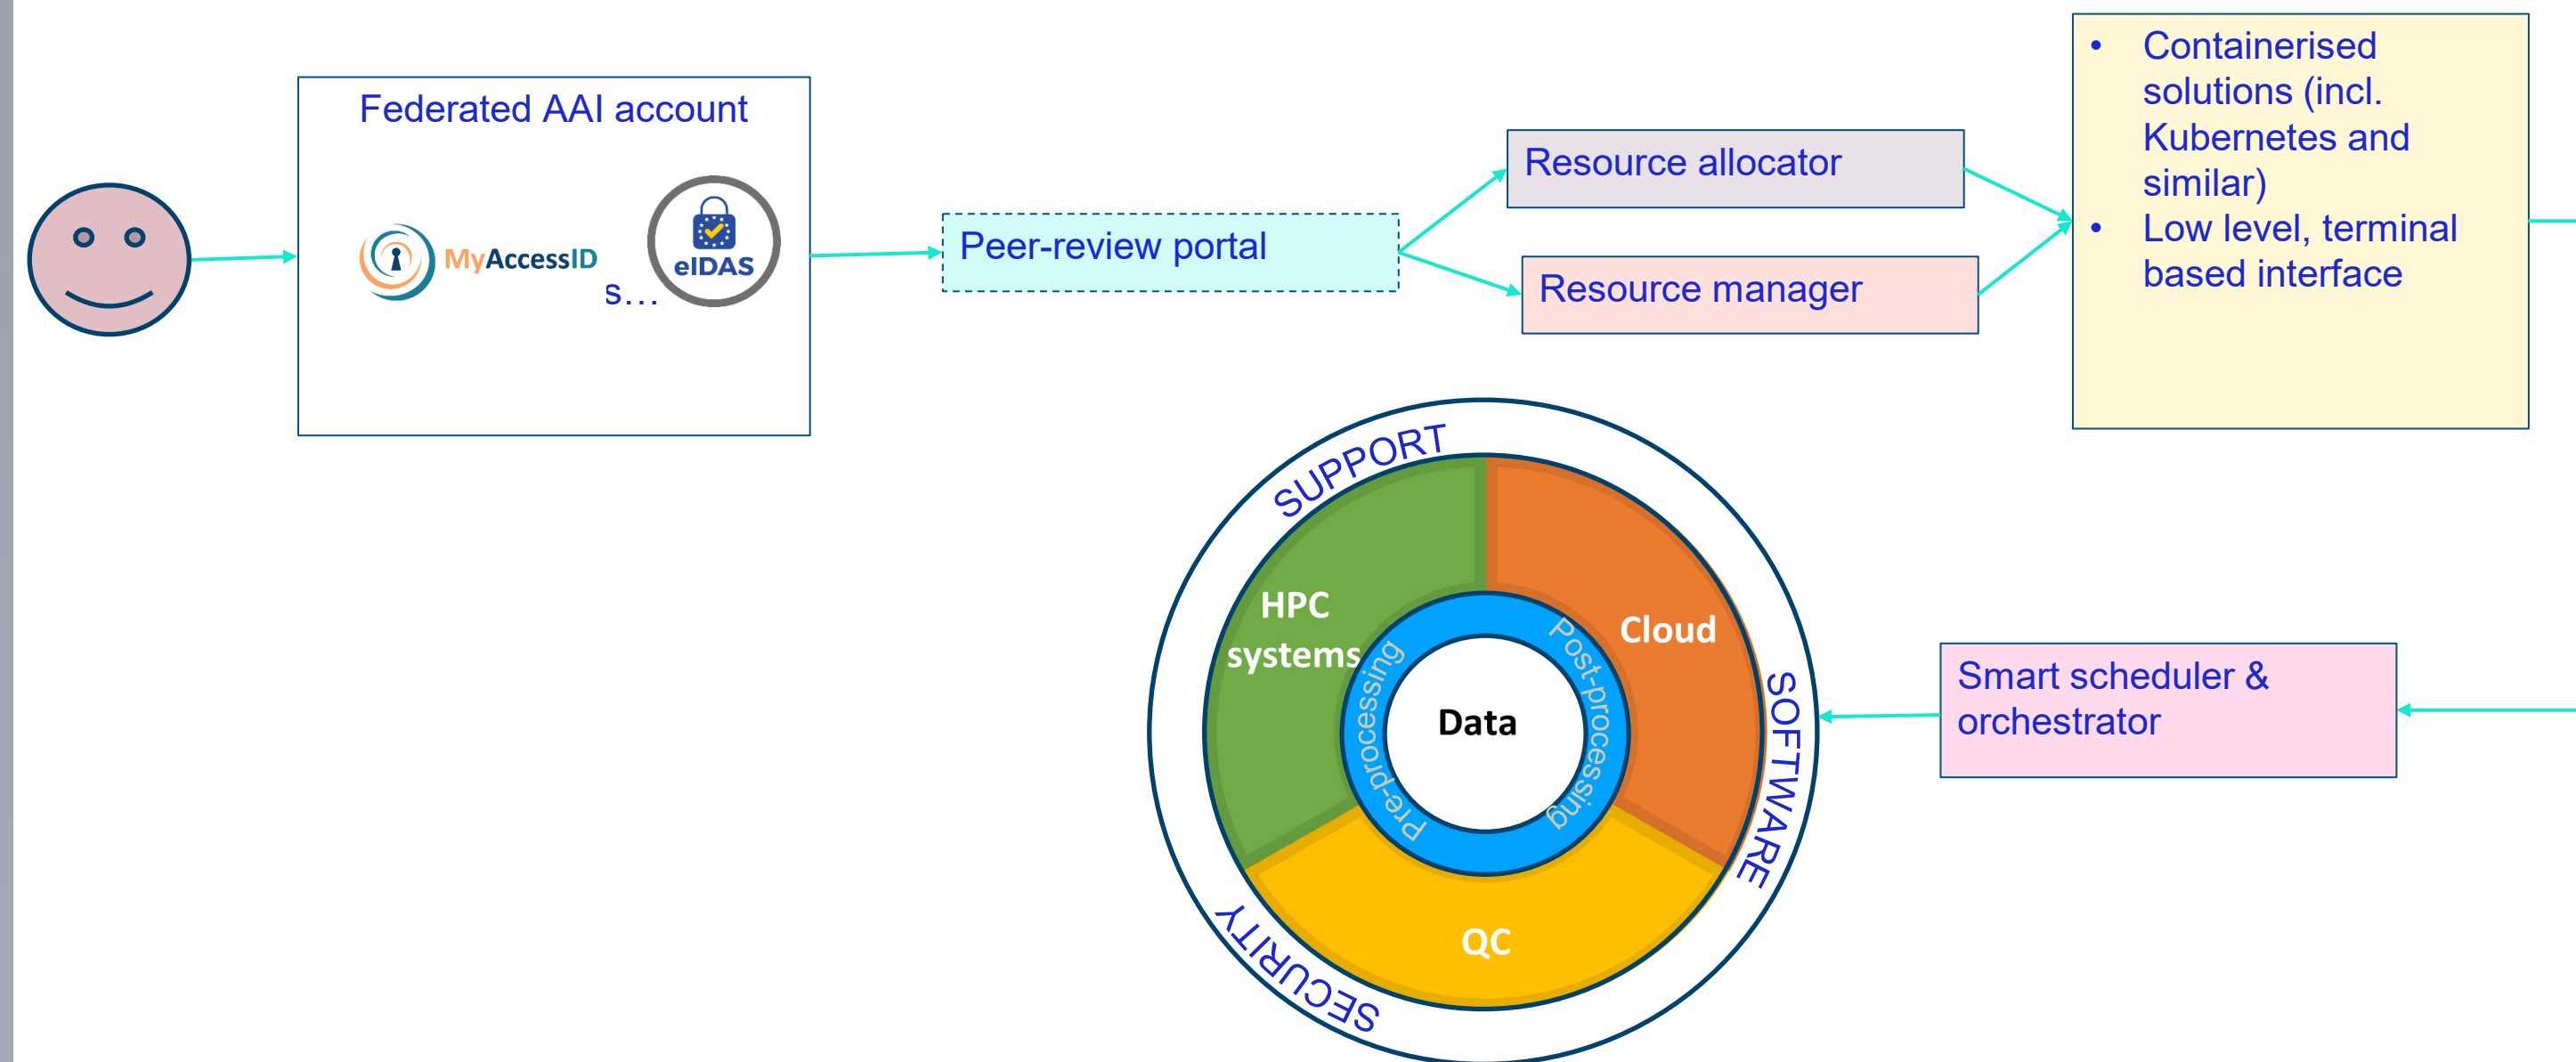 Federated AAI account
MyAccessID
eIDAS
s…
Peer-review portal
Resource allocator
Resource manager
• Containerised
solutions (incl.
Kubernetes and
similar)
• Low level, terminal
based interface
SUPPORT
SOFTWARE
SECURITY
HPC
systems
Cloud
QC
Pre-processing
Post-processing
Data
Smart scheduler &
orchestrator